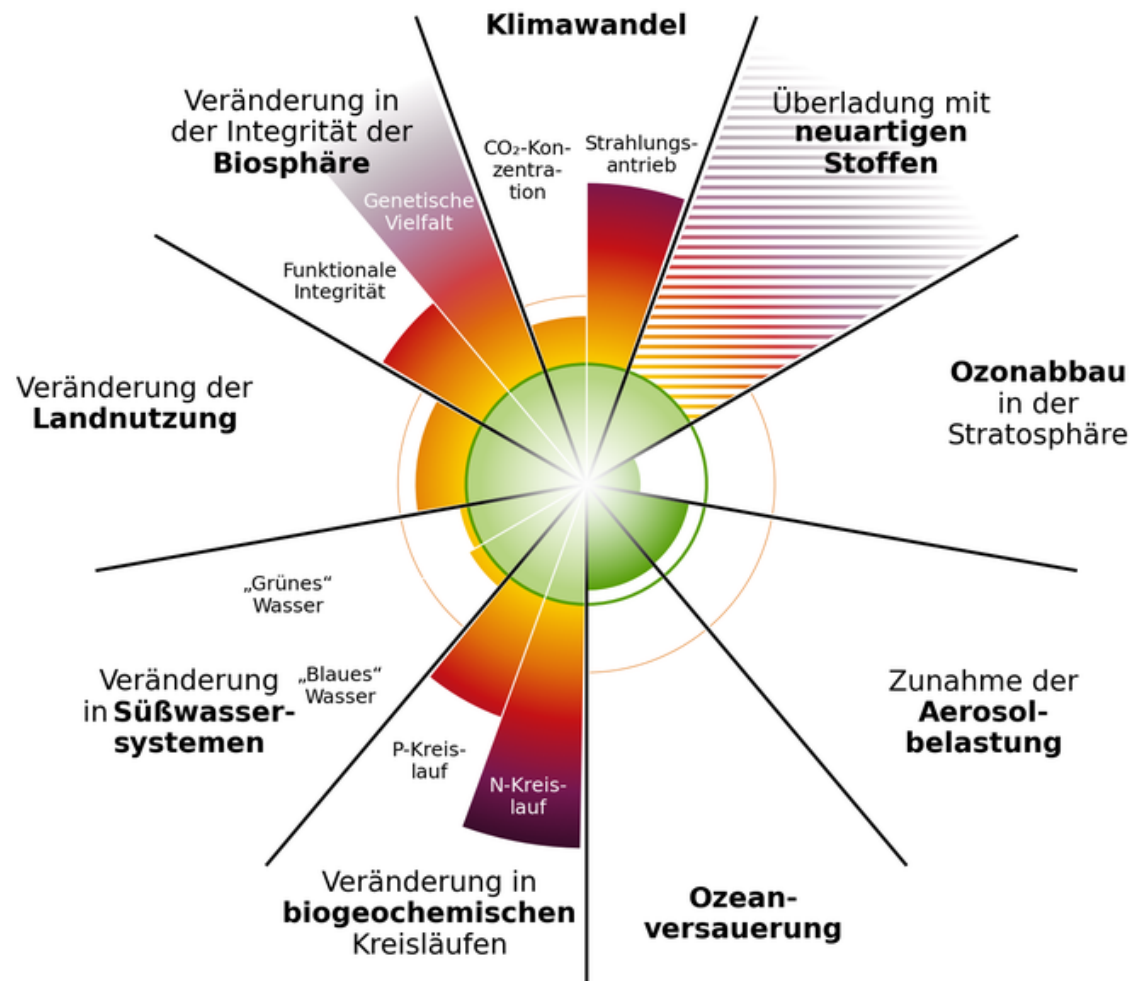 Klimawandel
CO₂-Kon-
zentra-
tion
Strahlungs-
antrieb
Überladung mit
neuartigen
Stoffen
Ozonabbau
in der
Stratosphäre
Zunahme der
Aerosol-
belastung
Ozean-
versauerung
Veränderung in
biogeochemischen
Kreisläufen
N-Kreis-
lauf
P-Kreis-
lauf
Veränderung
in Süßwasser-
systemen
„Blaues“
Wasser
„Grünes“
Wasser
Veränderung der
Landnutzung
Veränderung in
der Integrität der
Biosphäre
Funktionale
Integrität
Genetische
Vielfalt